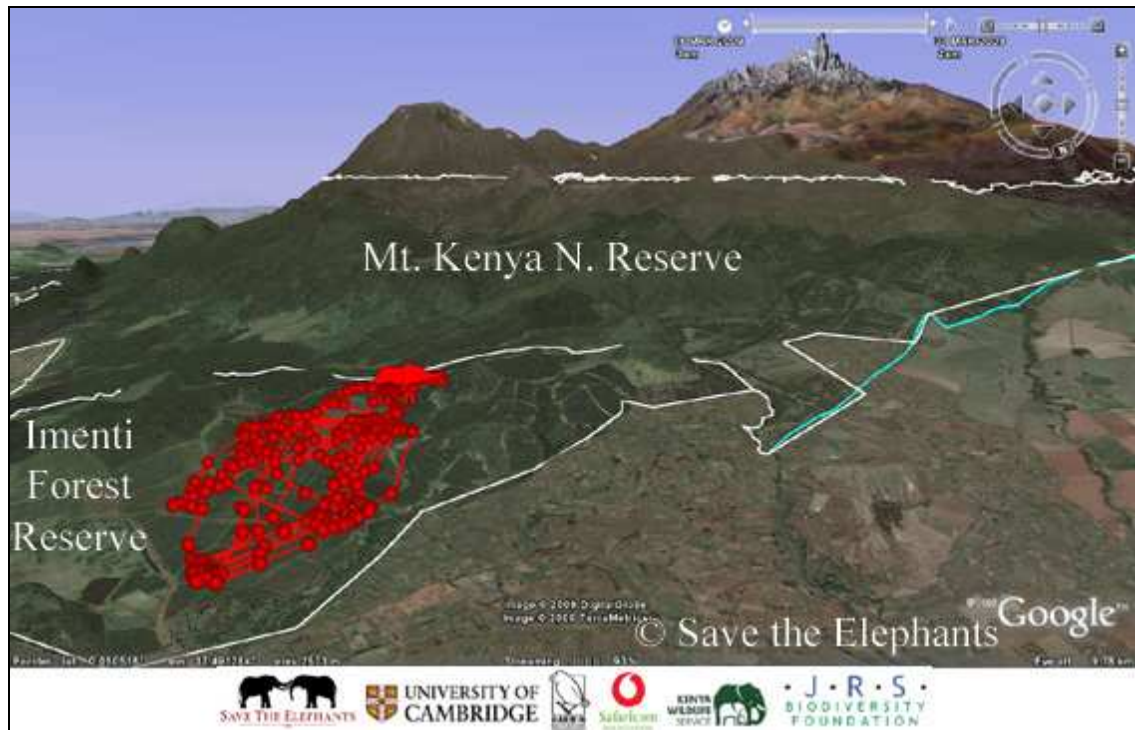 Mt. Kenya N. Reserve
Imenti
Forest
Reserve
Image © 2009 DigitalGlobe
Image © 2009 TerraMetrics
Google
© Save the Elephants
Streaming
SAVE THE ELEPHANTS
UNIVERSITY OF
CAMBRIDGE
Safaricom
KENYA
WILDLIFE
SERVICE
J · R · S
BIODIVERSITY
FOUNDATION